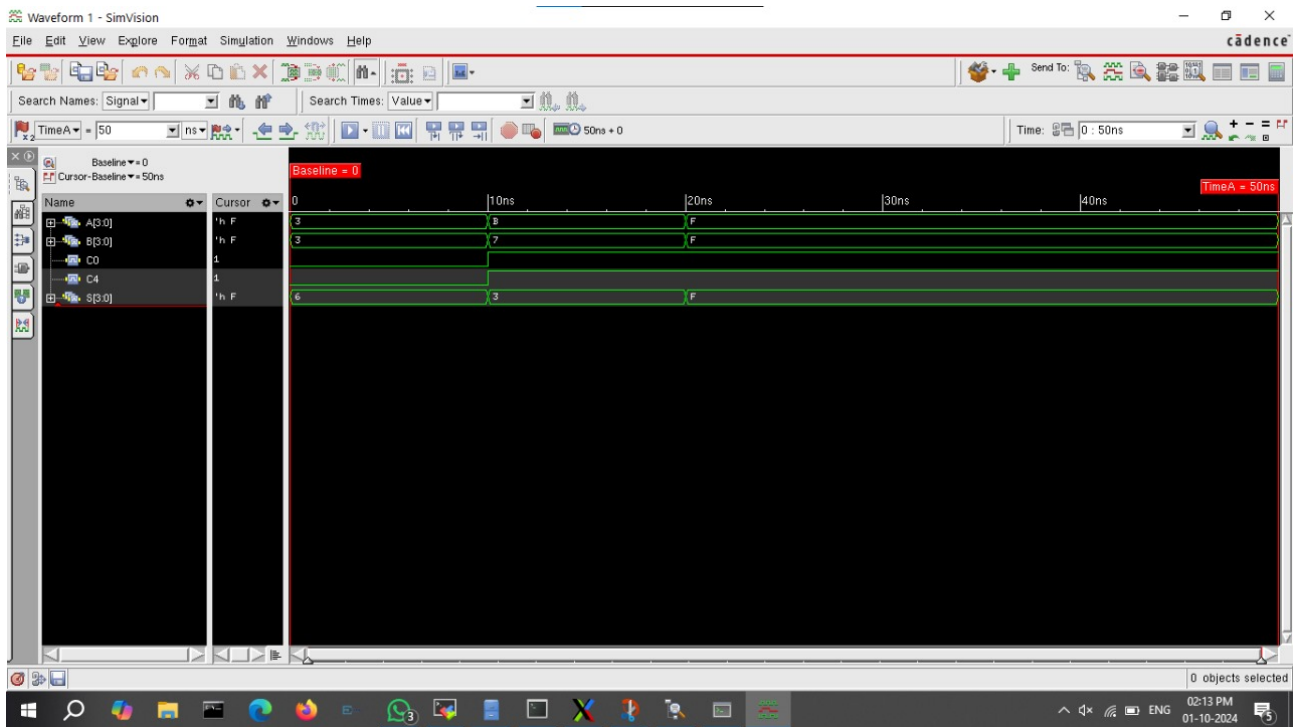 Waveform 1 - SimVision
File Edit View Explore Format Simulation Windows Help
cādence
Send To:
Search Names: Signal
Search Times: Value
TimeA = 50 ns
50ns + 0
Time: 0 : 50ns
Baseline = 0
Cursor-Baseline = 50ns
Baseline = 0
TimeA = 50ns
Name Cursor 0 10ns 20ns 30ns 40ns
A[3:0] 'h F 3 B F
B[3:0] 'h F 3 7 F
C0 1
C4 1
S[3:0] 'h F 6 3 F
0 objects selected
3
ENG
02:13 PM
01-10-2024
5